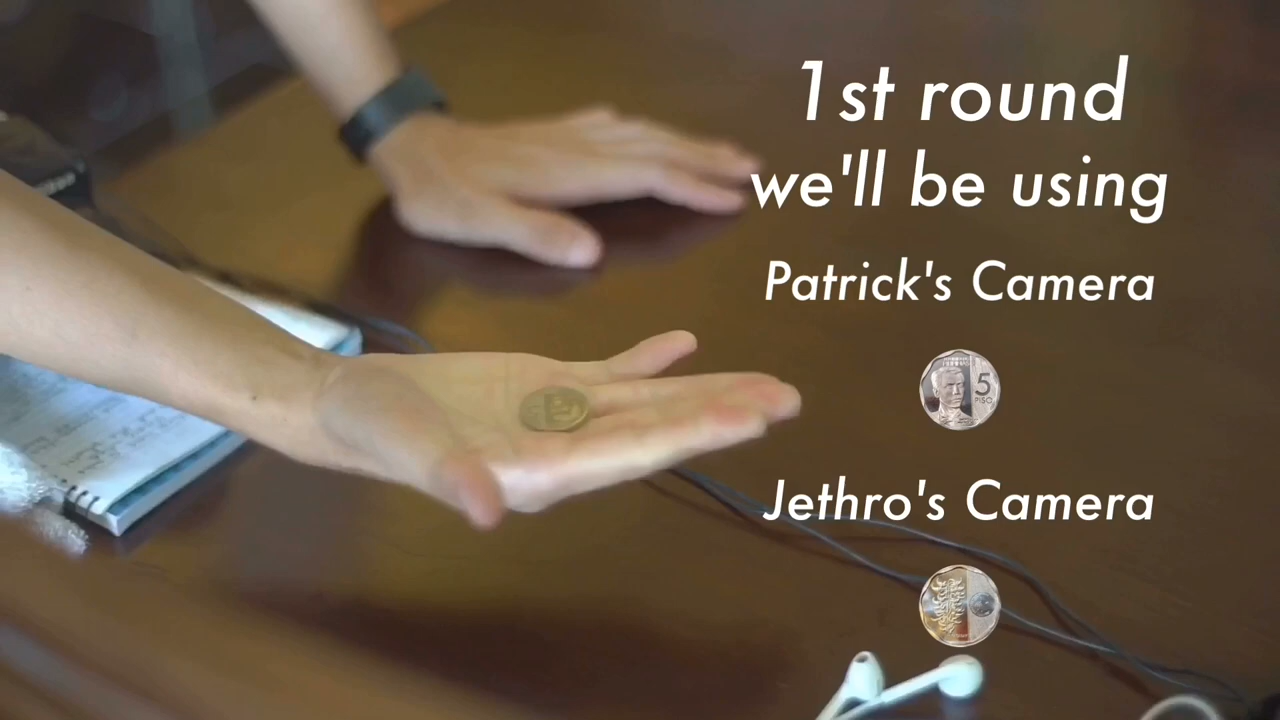 1st round
we'll be using
Patrick's Camera
5
PISO
Jethro's Camera